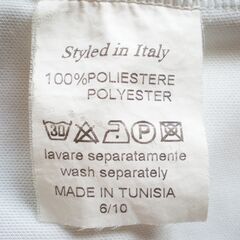 Styled in Italy
100%POLIESTERE
POLYESTER
30 P
lavare separatamente
wash separately
MADE IN TUNISIA
6/10